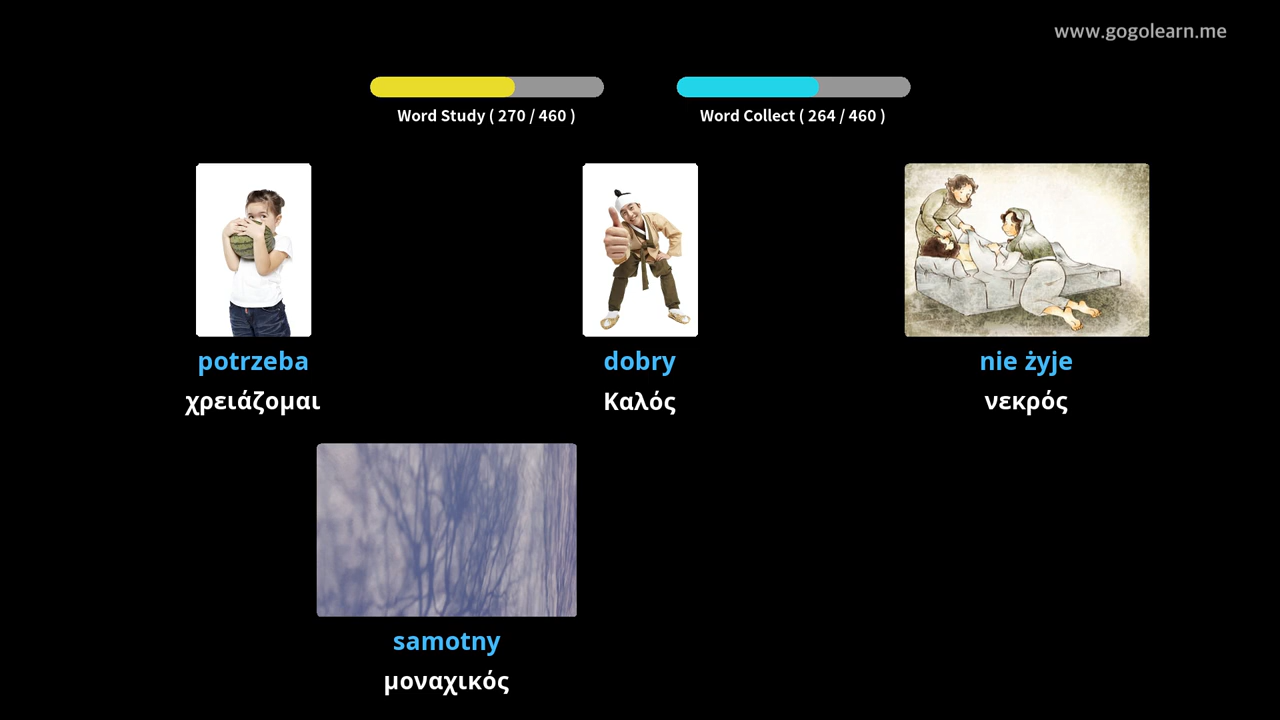 www.gogolearn.me
Word Study ( 270 / 460 )
Word Collect ( 264 / 460 )
potrzeba
χρειάζομαι
dobry
Καλός
nie żyje
νεκρός
samotny
μοναχικός